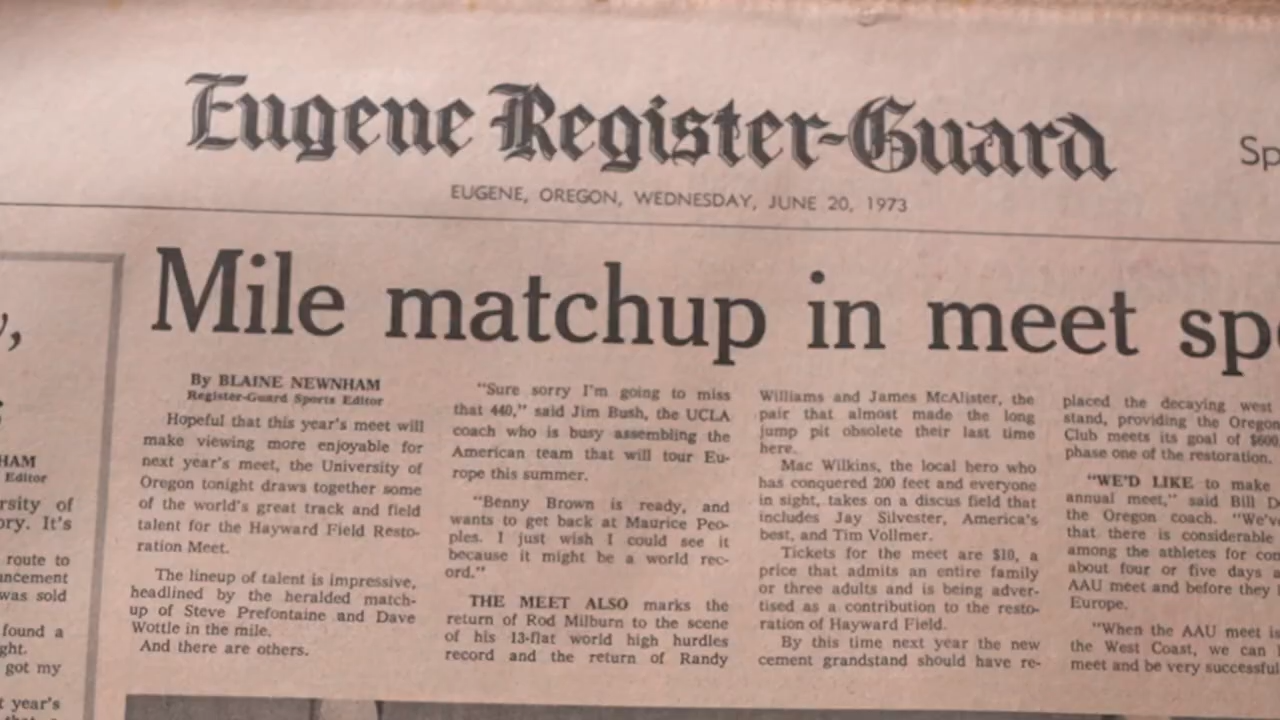 Eugene Register-Guard
Sp
EUGENE, OREGON, WEDNESDAY, JUNE 20, 1973
Mile matchup in meet spe
y,
HAM
Editor
rsity of
ory. It's
route to
ancement
was sold
found a
ght.
got my
t year's
By BLAINE NEWNHAM
Register-Guard Sports Editor
Hopeful that this year's meet will
make viewing more enjoyable for
next year's meet, the University of
Oregon tonight draws together some
of the world's great track and field
talent for the Hayward Field Resto-
ration Meet.
The lineup of talent is impressive,
headlined by the heralded match-
up of Steve Prefontaine and Dave
Wottle in the mile.
And there are others.
"Sure sorry I'm going to miss
that 440," said Jim Bush, the UCLA
coach who is busy assembling the
American team that will tour Eu-
rope this summer.
"Benny Brown is ready, and
wants to get back at Maurice Peo-
ples. I just wish I could see it
because it might be a world rec-
ord."
THE MEET ALSO marks the
return of Rod Milburn to the scene
of his 13-flat world high hurdles
record and the return of Randy
Williams and James McAlister, the
pair that almost made the long
jump pit obsolete their last time
here.
Mac Wilkins, the local hero who
has conquered 200 feet and everyone
in sight, takes on a discus field that
includes Jay Silvester, America's
best, and Tim Vollmer.
Tickets for the meet are $10, a
price that admits an entire family
or three adults and is being adver-
tised as a contribution to the resto-
ration of Hayward Field.
By this time next year the new
cement grandstand should have re-
placed the decaying west
stand, providing the Oregon
Club meets its goal of $600
phase one of the restoration.
"WE'D LIKE to make
annual meet," said Bill D
the Oregon coach. "We'v
that there is considerable
among the athletes for com
about four or five days a
AAU meet and before they
Europe.
"When the AAU meet is
the West Coast, we can
meet and be very successful